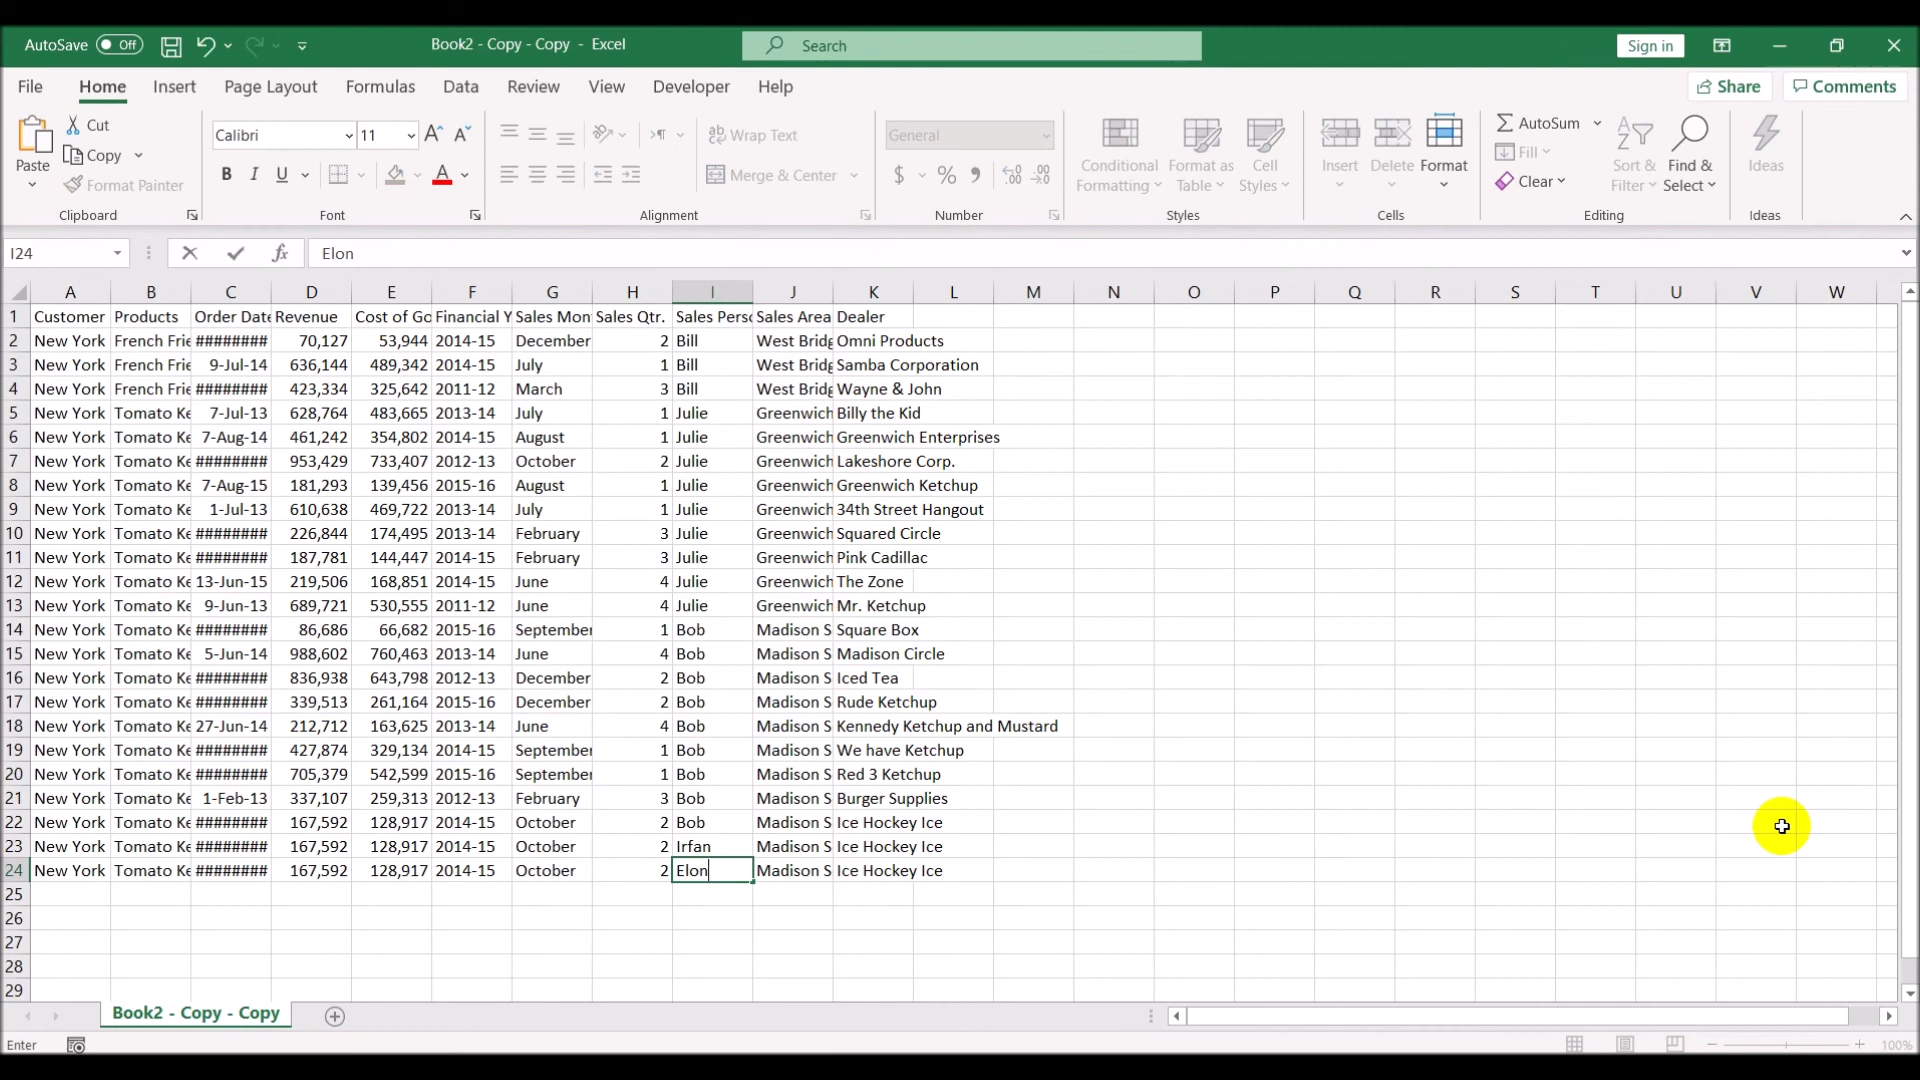 AutoSave Off Book2 - Copy - Copy - Excel Search Sign in
File Home Insert Page Layout Formulas Data Review View Developer Help Share Comments
Paste Cut Copy Format Painter Clipboard
Calibri 11 B I U A Font
ab Wrap Text Merge & Center Alignment
General $ % Number
Conditional Formatting Format as Table Cell Styles Styles
Insert Delete Format Cells
AutoSum Fill Clear Sort & Filter Find & Select Editing
Ideas Ideas
I24 fx Elon
A B C D E F G H I J K L M N O P Q R S T U V W
1 Customer Products Order Date Revenue Cost of Go Financial Y Sales Mon Sales Qtr. Sales Perso Sales Area Dealer
2 New York French Frie ######## 70,127 53,944 2014-15 December 2 Bill West Bridg Omni Products
3 New York French Frie 9-Jul-14 636,144 489,342 2014-15 July 1 Bill West Bridg Samba Corporation
4 New York French Frie ######## 423,334 325,642 2011-12 March 3 Bill West Bridg Wayne & John
5 New York Tomato Ke 7-Jul-13 628,764 483,665 2013-14 July 1 Julie Greenwich Billy the Kid
6 New York Tomato Ke 7-Aug-14 461,242 354,802 2014-15 August 1 Julie Greenwich Greenwich Enterprises
7 New York Tomato Ke ######## 953,429 733,407 2012-13 October 2 Julie Greenwich Lakeshore Corp.
8 New York Tomato Ke 7-Aug-15 181,293 139,456 2015-16 August 1 Julie Greenwich Greenwich Ketchup
9 New York Tomato Ke 1-Jul-13 610,638 469,722 2013-14 July 1 Julie Greenwich 34th Street Hangout
10 New York Tomato Ke ######## 226,844 174,495 2013-14 February 3 Julie Greenwich Squared Circle
11 New York Tomato Ke ######## 187,781 144,447 2014-15 February 3 Julie Greenwich Pink Cadillac
12 New York Tomato Ke 13-Jun-15 219,506 168,851 2014-15 June 4 Julie Greenwich The Zone
13 New York Tomato Ke 9-Jun-13 689,721 530,555 2011-12 June 4 Julie Greenwich Mr. Ketchup
14 New York Tomato Ke ######## 86,686 66,682 2015-16 September 1 Bob Madison S Square Box
15 New York Tomato Ke 5-Jun-14 988,602 760,463 2013-14 June 4 Bob Madison S Madison Circle
16 New York Tomato Ke ######## 836,938 643,798 2012-13 December 2 Bob Madison S Iced Tea
17 New York Tomato Ke ######## 339,513 261,164 2015-16 December 2 Bob Madison S Rude Ketchup
18 New York Tomato Ke 27-Jun-14 212,712 163,625 2013-14 June 4 Bob Madison S Kennedy Ketchup and Mustard
19 New York Tomato Ke ######## 427,874 329,134 2014-15 September 1 Bob Madison S We have Ketchup
20 New York Tomato Ke ######## 705,379 542,599 2015-16 September 1 Bob Madison S Red 3 Ketchup
21 New York Tomato Ke 1-Feb-13 337,107 259,313 2012-13 February 3 Bob Madison S Burger Supplies
22 New York Tomato Ke ######## 167,592 128,917 2014-15 October 2 Bob Madison S Ice Hockey Ice
23 New York Tomato Ke ######## 167,592 128,917 2014-15 October 2 Irfan Madison S Ice Hockey Ice
24 New York Tomato Ke ######## 167,592 128,917 2014-15 October 2 Elon Madison S Ice Hockey Ice
25
26
27
28
29
Book2 - Copy - Copy
Enter 100%